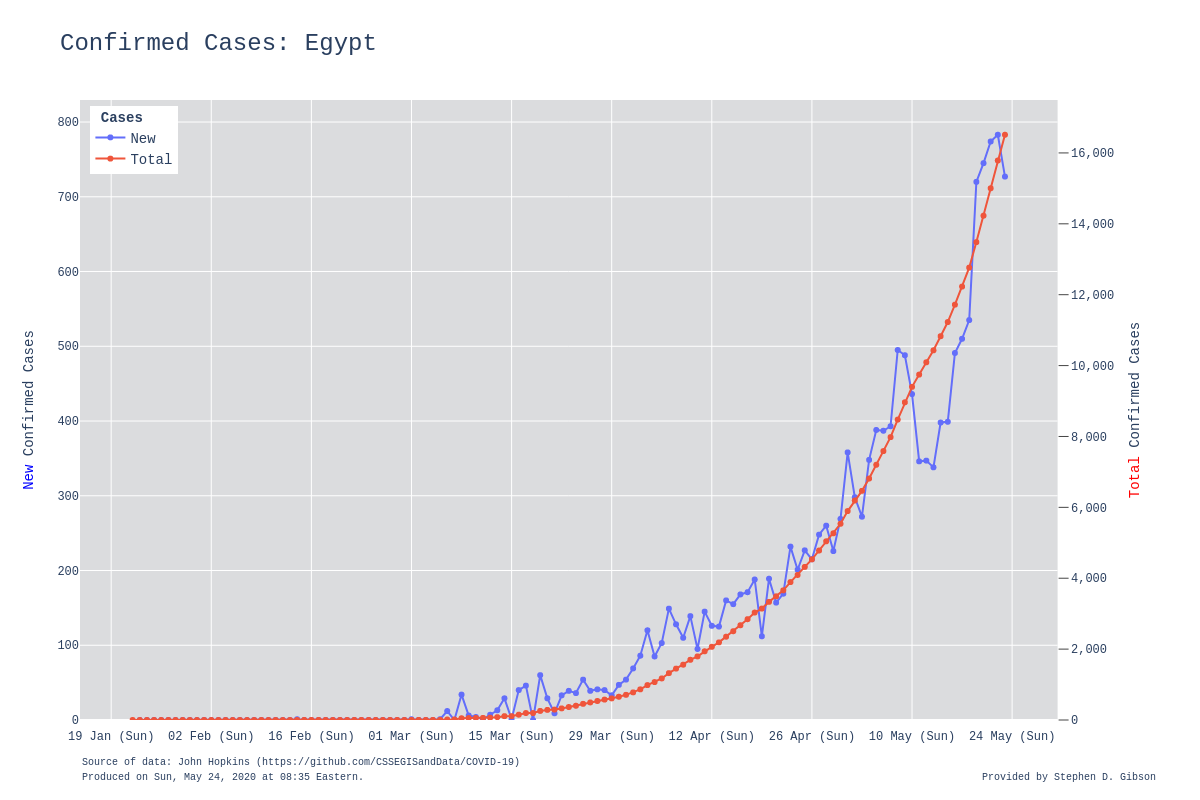 Confirmed Cases: Egypt
Cases
New
Total
800
700
600
500
400
300
200
100
0
New Confirmed Cases
16,000
14,000
12,000
10,000
8,000
6,000
4,000
2,000
0
Total Confirmed Cases
19 Jan (Sun) 02 Feb (Sun) 16 Feb (Sun) 01 Mar (Sun) 15 Mar (Sun) 29 Mar (Sun) 12 Apr (Sun) 26 Apr (Sun) 10 May (Sun) 24 May (Sun)
Source of data: John Hopkins (https://github.com/CSSEGISandData/COVID-19)
Produced on Sun, May 24, 2020 at 08:35 Eastern.
Provided by Stephen D. Gibson